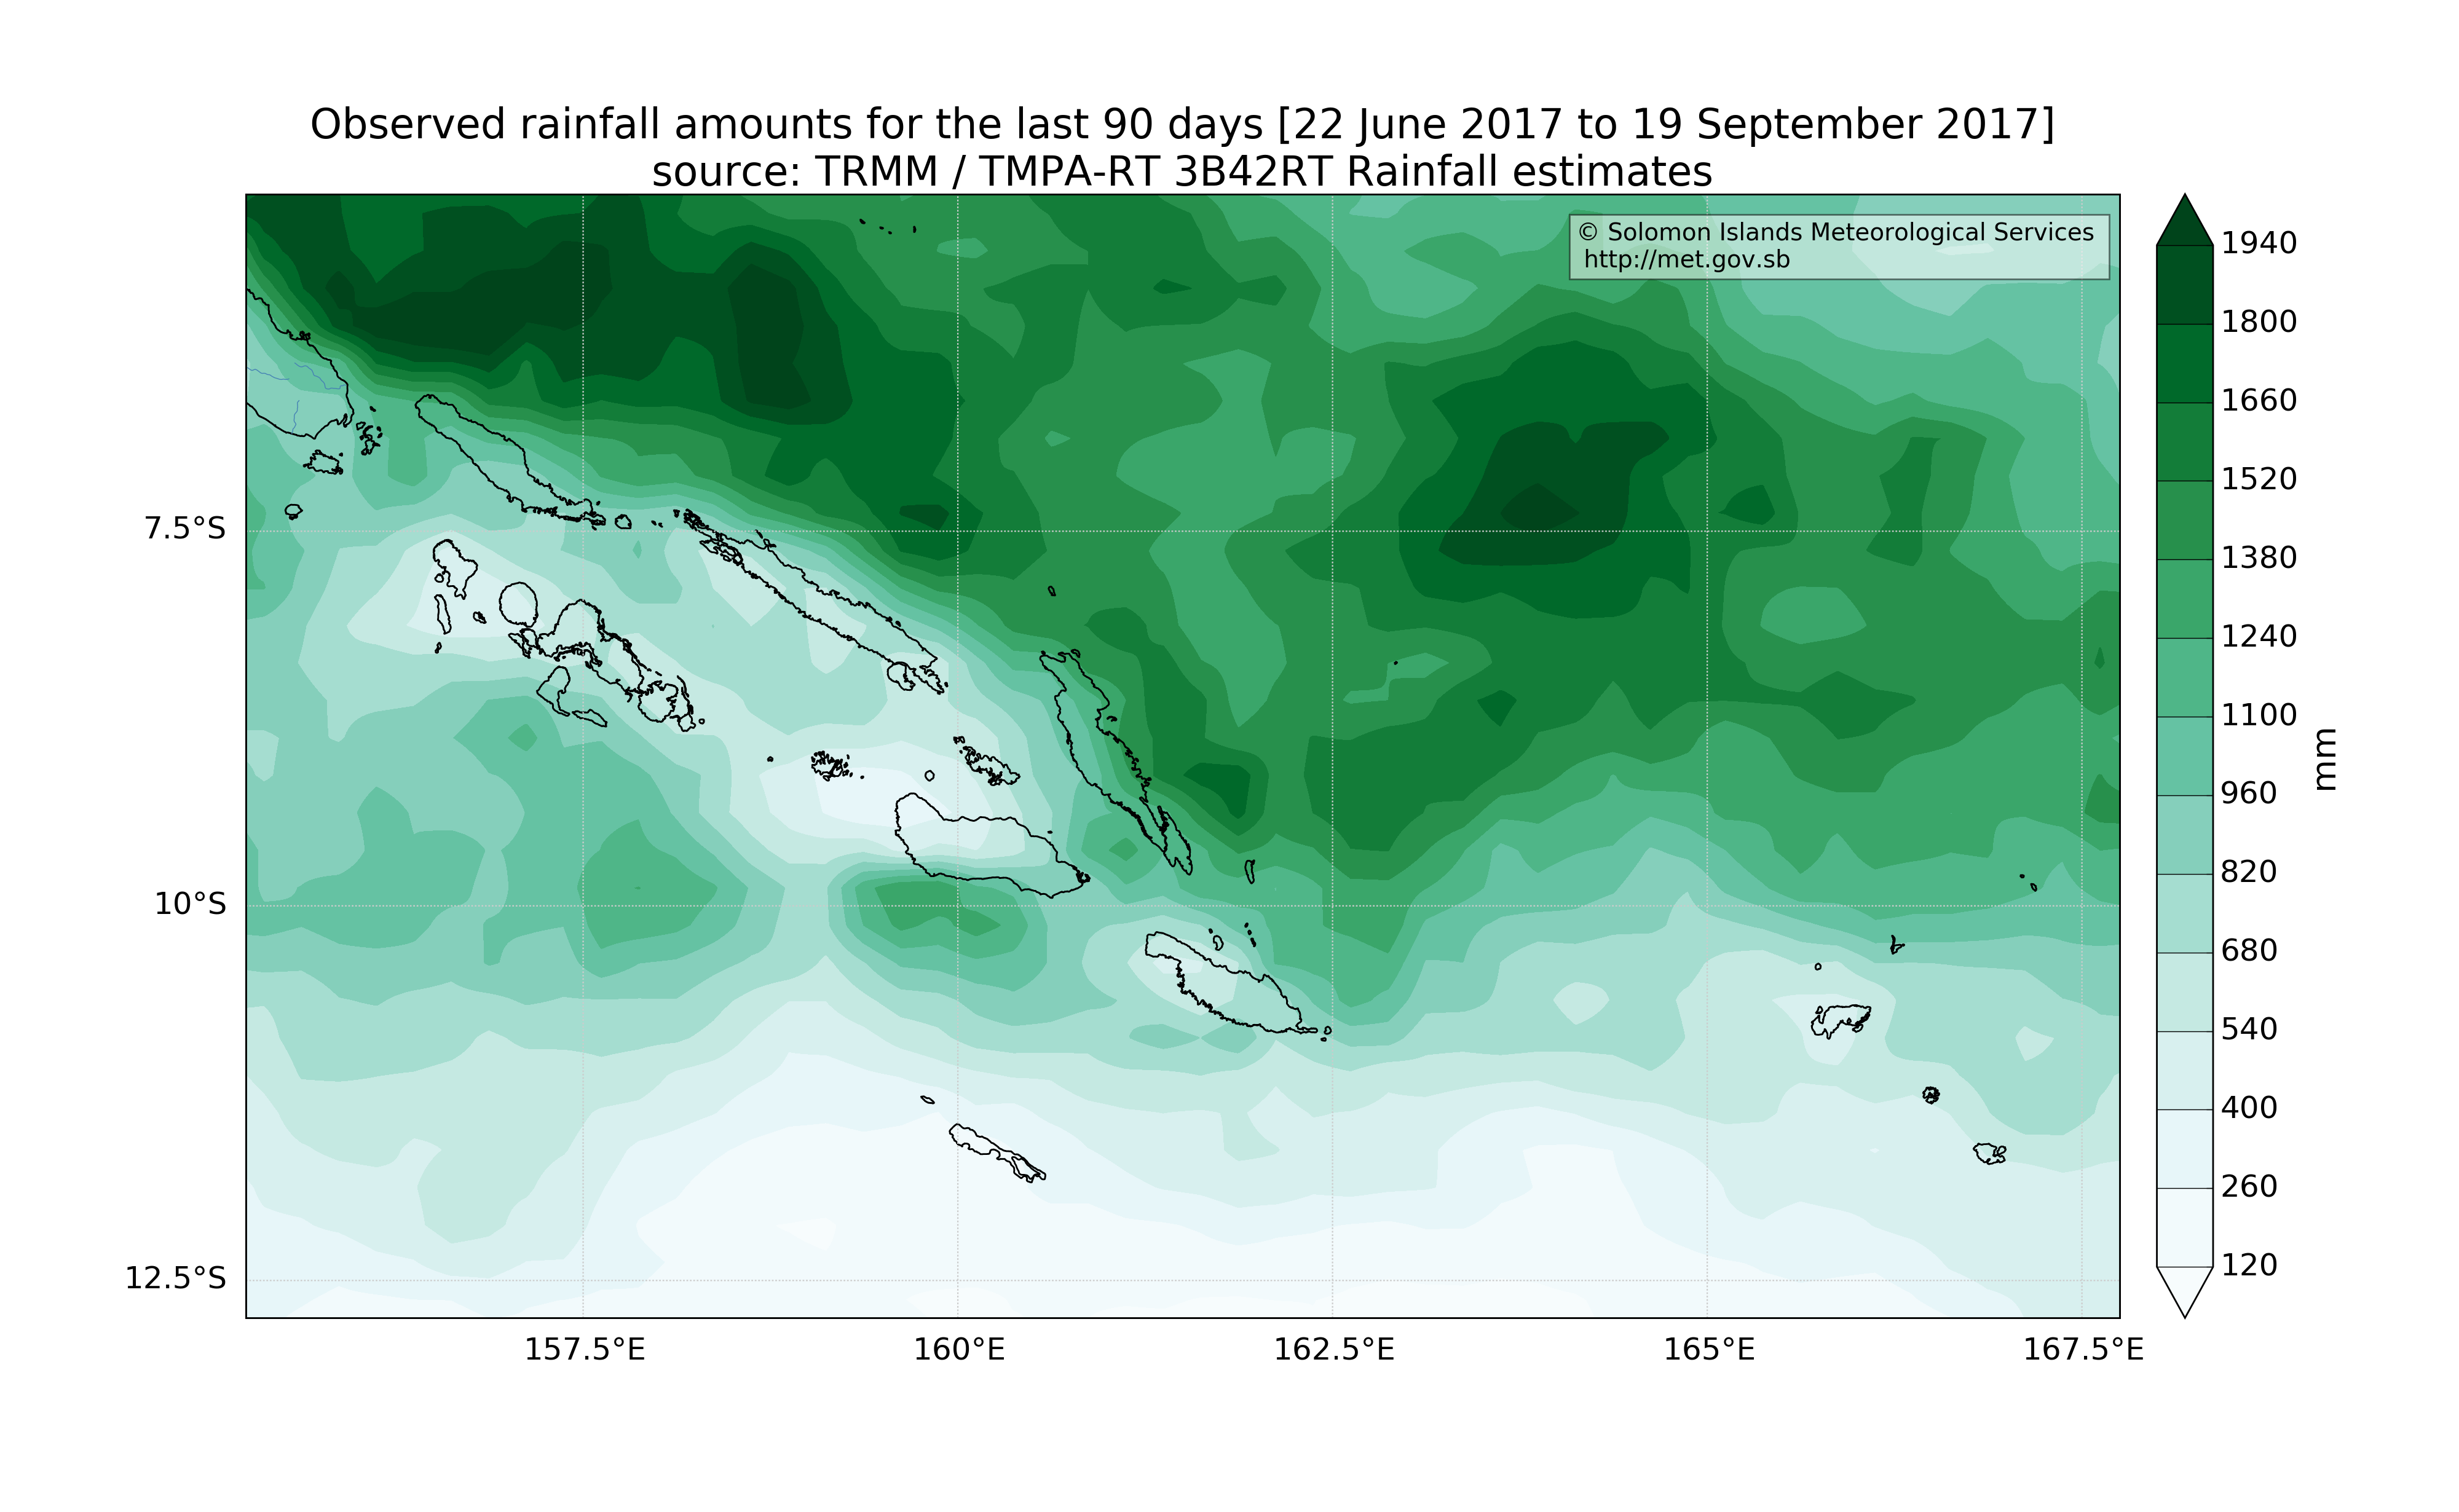 Observed rainfall amounts for the last 90 days [22 June 2017 to 19 September 2017]
source: TRMM / TMPA-RT 3B42RT Rainfall estimates
© Solomon Islands Meteorological Services
http://met.gov.sb
7.5°S
10°S
12.5°S
157.5°E
160°E
162.5°E
165°E
167.5°E
1940
1800
1660
1520
1380
1240
1100
960
820
680
540
400
260
120
mm